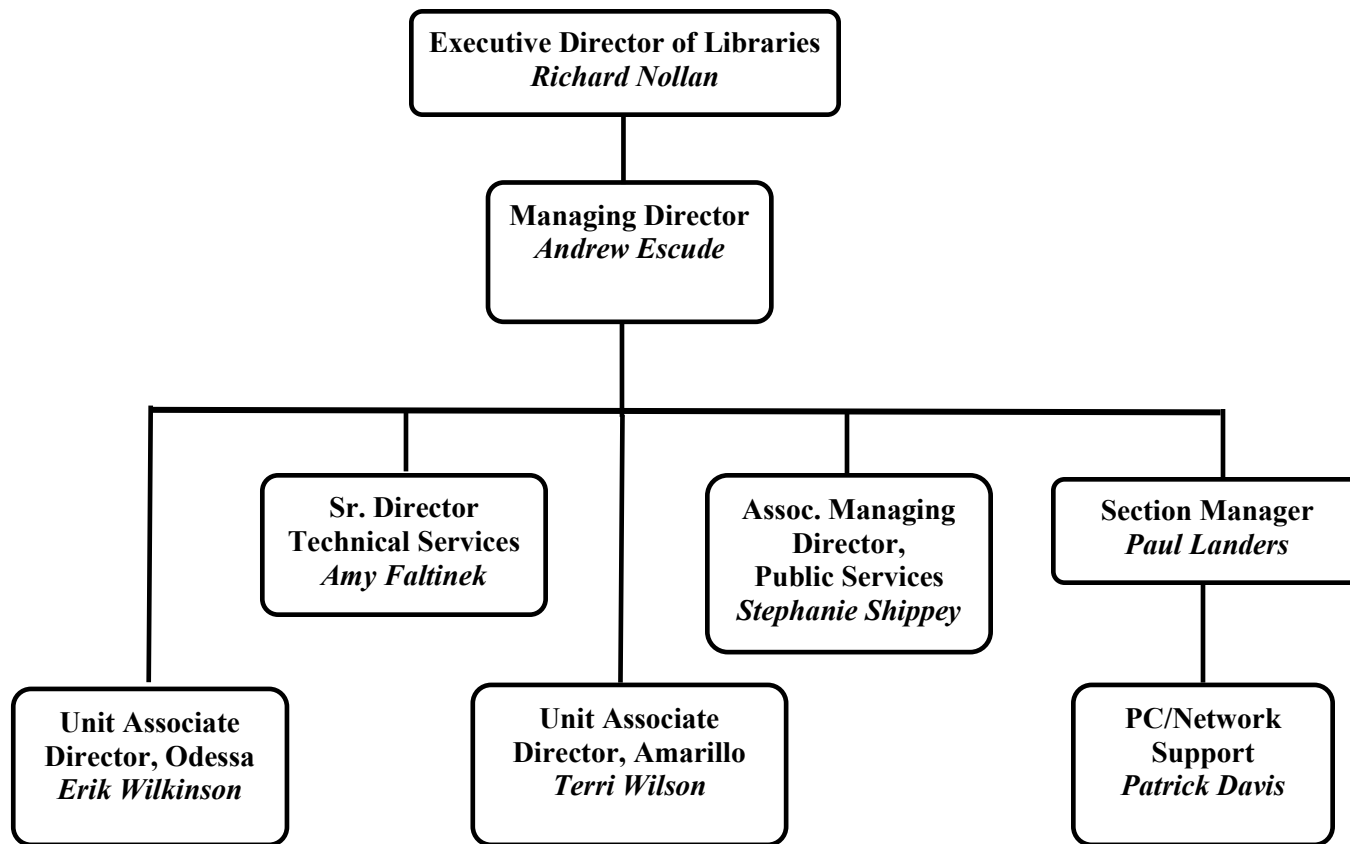 Executive Director of Libraries
Richard Nollan
Managing Director
Andrew Escude
Sr. Director
Technical Services
Amy Faltinek
Assoc. Managing
Director,
Public Services
Stephanie Shippey
Section Manager
Paul Landers
Unit Associate
Director, Odessa
Erik Wilkinson
Unit Associate
Director, Amarillo
Terri Wilson
PC/Network
Support
Patrick Davis